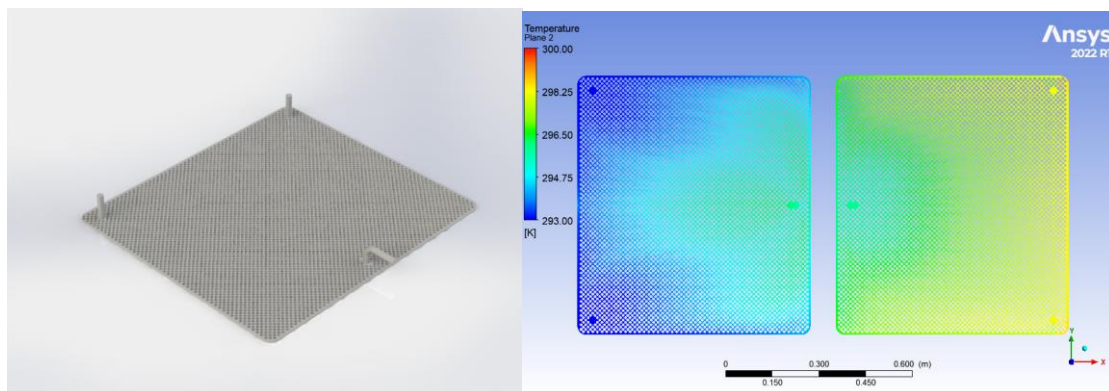 Temperature
Plane 2
300.00
298.25
296.50
294.75
293.00
[K]
Ansys
2022 R
0 0.300 0.600 (m)
0.150 0.450
Y
X